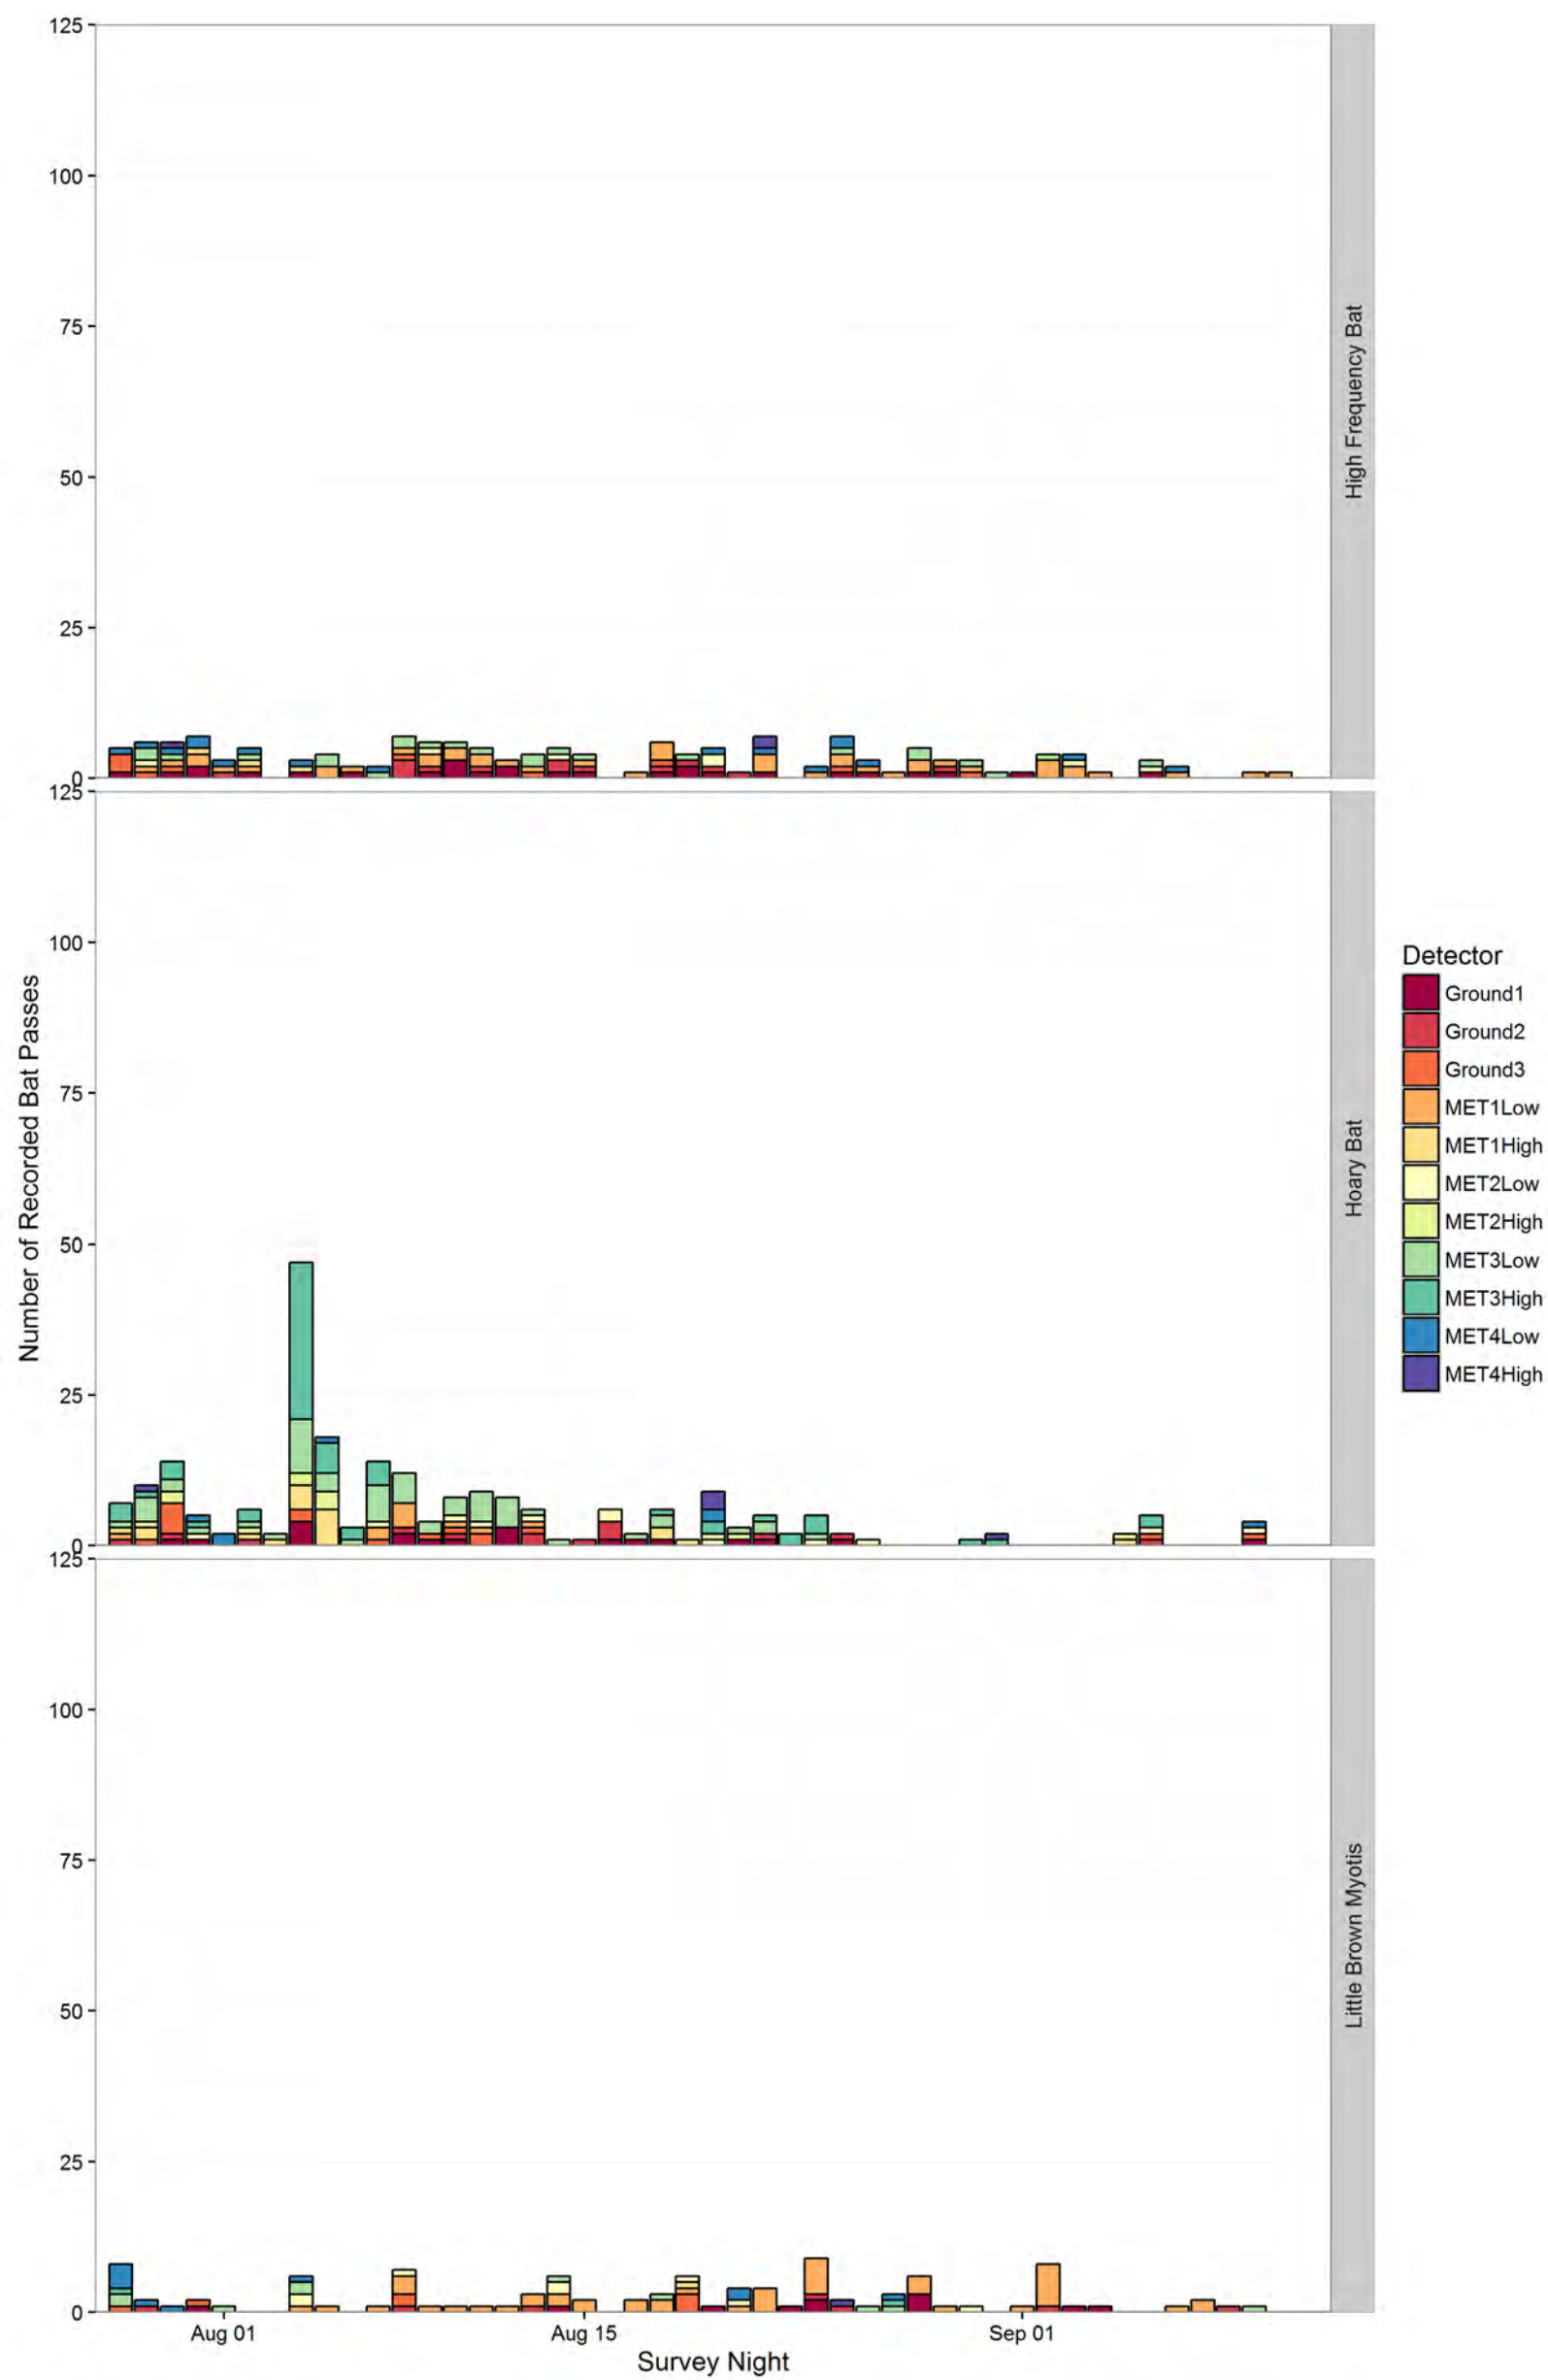 125
100
75
50
25
0
High Frequency Bat
125
100
75
50
25
0
Hoary Bat
125
100
75
50
25
0
Little Brown Myotis
Number of Recorded Bat Passes
Aug 01
Aug 15
Sep 01
Survey Night
Detector
Ground1
Ground2
Ground3
MET1Low
MET1High
MET2Low
MET2High
MET3Low
MET3High
MET4Low
MET4High